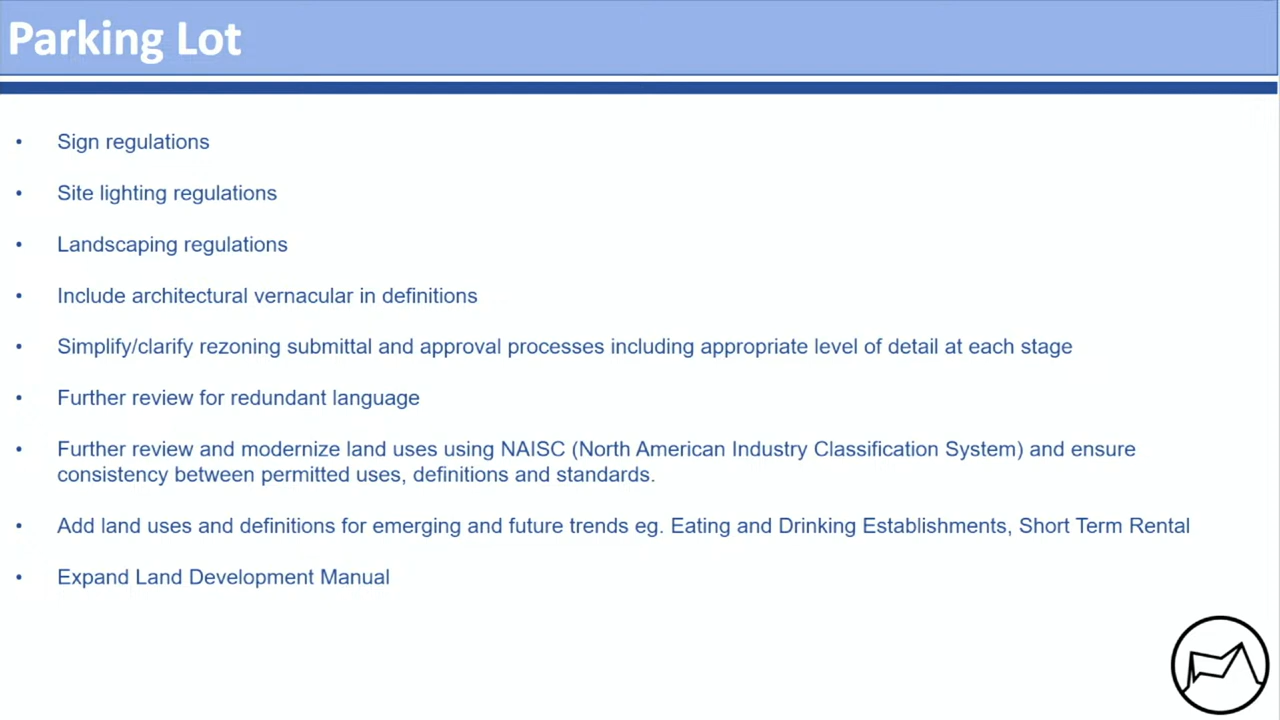 Parking Lot
• Sign regulations
• Site lighting regulations
• Landscaping regulations
• Include architectural vernacular in definitions
• Simplify/clarify rezoning submittal and approval processes including appropriate level of detail at each stage
• Further review for redundant language
• Further review and modernize land uses using NAISC (North American Industry Classification System) and ensure
consistency between permitted uses, definitions and standards.
• Add land uses and definitions for emerging and future trends eg. Eating and Drinking Establishments, Short Term Rental
• Expand Land Development Manual